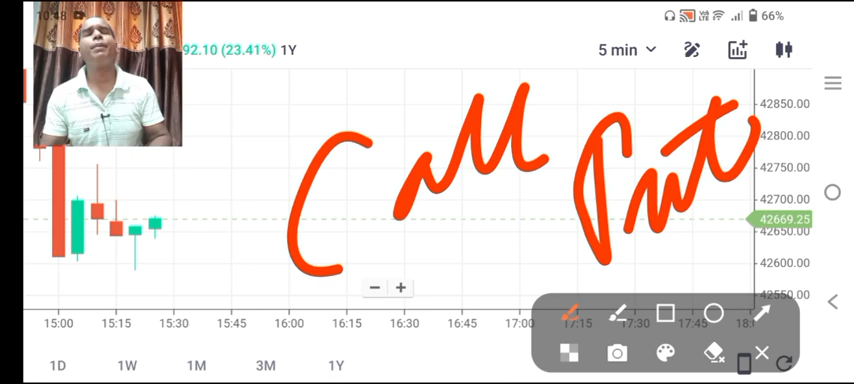 10:48 66%
92.10 (23.41%) 1Y 5 min
Call Put
42850.00
42800.00
42750.00
42700.00
42669.25
42650.00
42600.00
42550.00
15:00 15:15 15:30 15:45 16:00 16:15 16:30 16:45 17:00 17:15 17:30 17:45
1D 1W 1M 3M 1Y